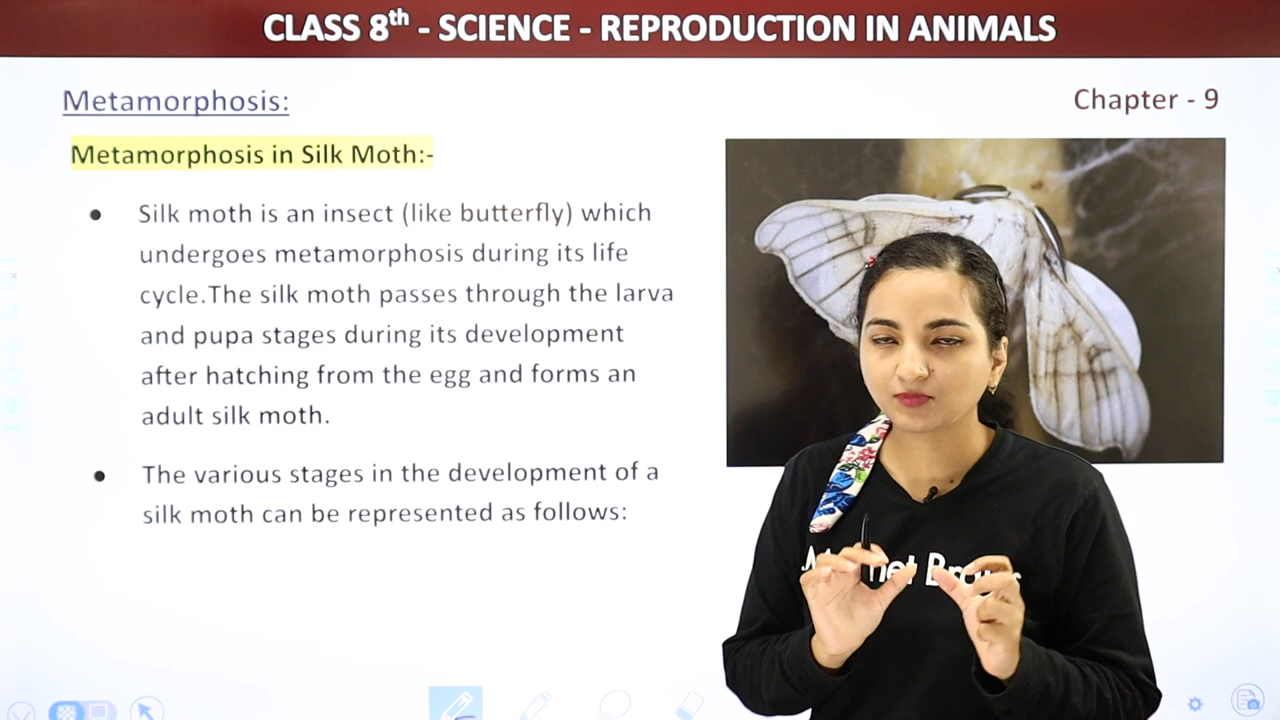 CLASS 8th - SCIENCE - REPRODUCTION IN ANIMALS
Metamorphosis:
Chapter - 9
Metamorphosis in Silk Moth:-
● Silk moth is an insect (like butterfly) which
undergoes metamorphosis during its life
cycle.The silk moth passes through the larva
and pupa stages during its development
after hatching from the egg and forms an
adult silk moth.
● The various stages in the development of a
silk moth can be represented as follows: